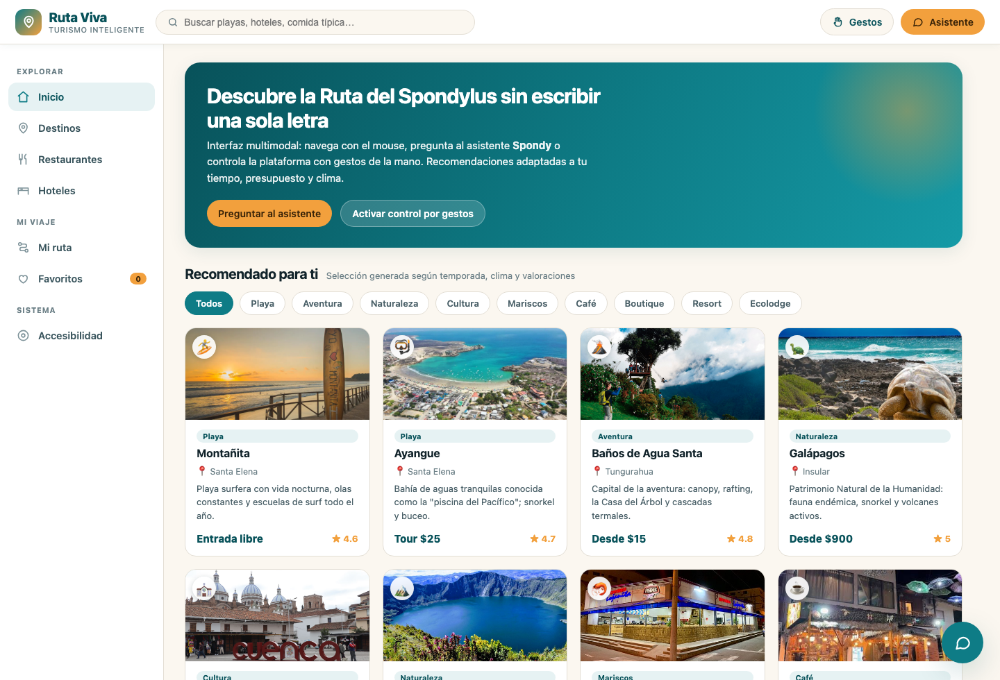 Ruta Viva
TURISMO INTELIGENTE
Buscar playas, hoteles, comida típica…
Gestos
Asistente
EXPLORAR
Inicio
Destinos
Restaurantes
Hoteles
MI VIAJE
Mi ruta
Favoritos
0
SISTEMA
Accesibilidad
Descubre la Ruta del Spondylus sin escribir
una sola letra
Interfaz multimodal: navega con el mouse, pregunta al asistente Spondy o
controla la plataforma con gestos de la mano. Recomendaciones adaptadas a tu
tiempo, presupuesto y clima.
Preguntar al asistente
Activar control por gestos
Recomendado para ti
Selección generada según temporada, clima y valoraciones
Todos
Playa
Aventura
Naturaleza
Cultura
Mariscos
Café
Boutique
Resort
Ecolodge
YO
MONTAÑITA
Playa
Montañita
Santa Elena
Playa surfera con vida nocturna, olas
constantes y escuelas de surf todo el
año.
Entrada libre
4.6
Playa
Ayangue
Santa Elena
Bahía de aguas tranquilas conocida
como la "piscina del Pacífico"; snorkel
y buceo.
Tour $25
4.7
Aventura
Baños de Agua Santa
Tungurahua
Capital de la aventura: canopy, rafting,
la Casa del Árbol y cascadas
termales.
Desde $15
4.8
Naturaleza
Galápagos
Insular
Patrimonio Natural de la Humanidad:
fauna endémica, snorkel y volcanes
activos.
Desde $900
5
cuenca
Cultura
Naturaleza
Mariscos
Café